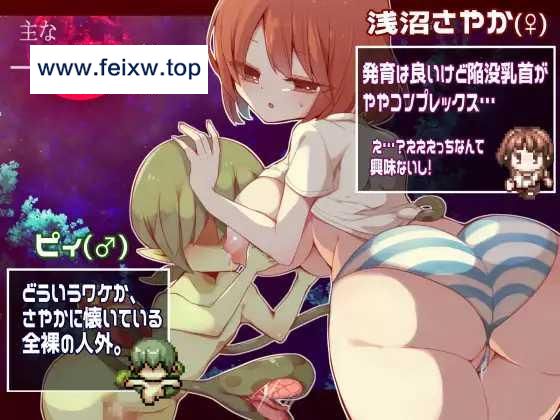 主な
www.feixw.top
浅沼さやか(♀)
発育は良いけど陥没乳首が
ややコンプレックス…
え…?えええっちなんて
興味ないし!
ピィ(♂)
どういうワケか、
さやかに懐いている
全裸の人外。